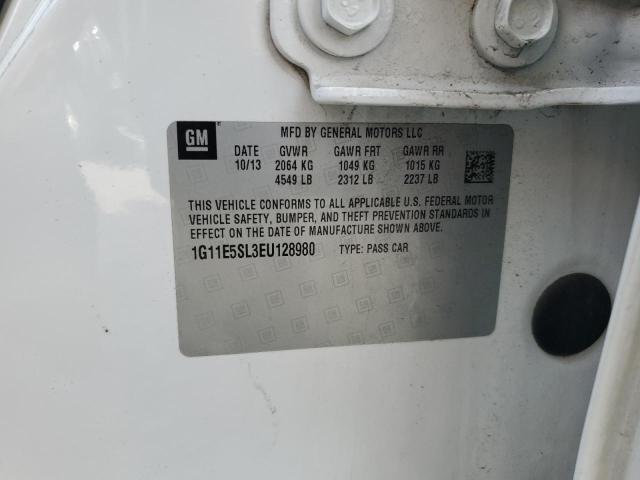 GM
MFD BY GENERAL MOTORS LLC
DATE GVWR GAWR FRT GAWR RR
10/13 2064 KG 1049 KG 1015 KG
4549 LB 2312 LB 2237 LB
THIS VEHICLE CONFORMS TO ALL APPLICABLE U.S. FEDERAL MOTOR
VEHICLE SAFETY, BUMPER, AND THEFT PREVENTION STANDARDS IN
EFFECT ON THE DATE OF MANUFACTURE SHOWN ABOVE.
1G11E5SL3EU128980 TYPE: PASS CAR